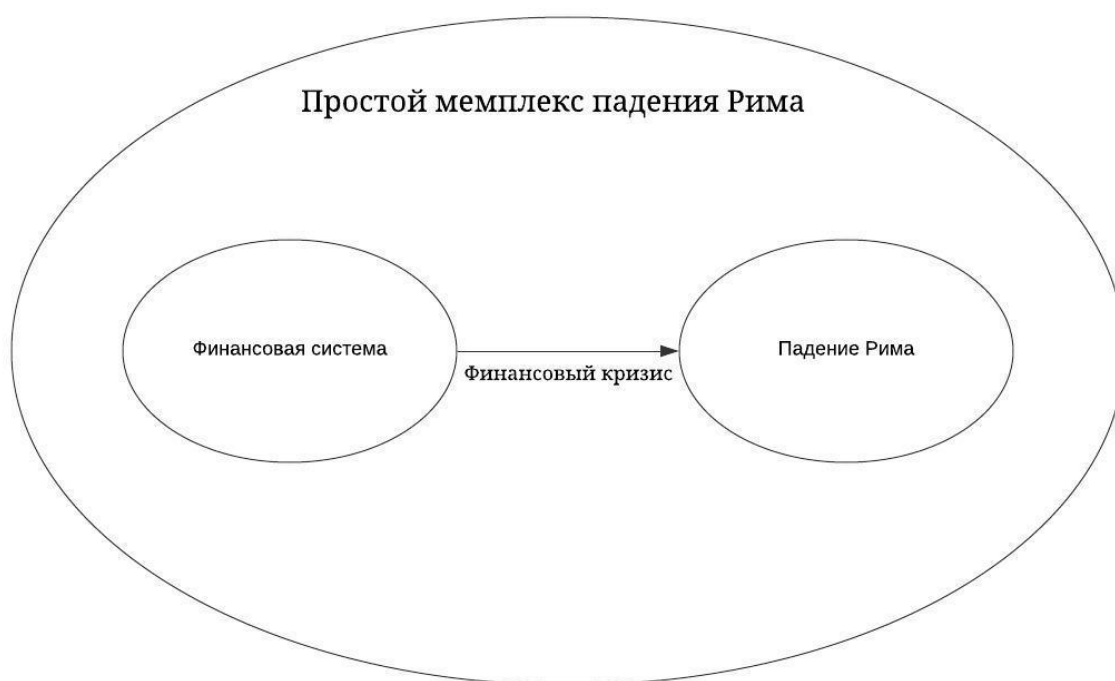 Простой мемплекс падения Рима
Финансовая система
Падение Рима
Финансовый кризис